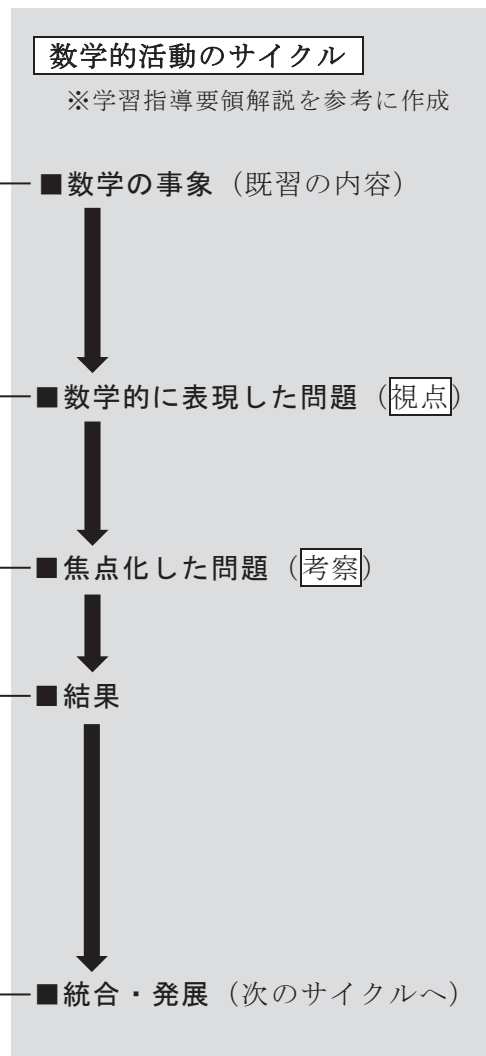 数学的活動のサイクル
※学習指導要領解説を参考に作成
■数学の事象（既習の内容）
■数学的に表現した問題（視点）
■焦点化した問題（考察）
■結果
■統合・発展（次のサイクルへ）